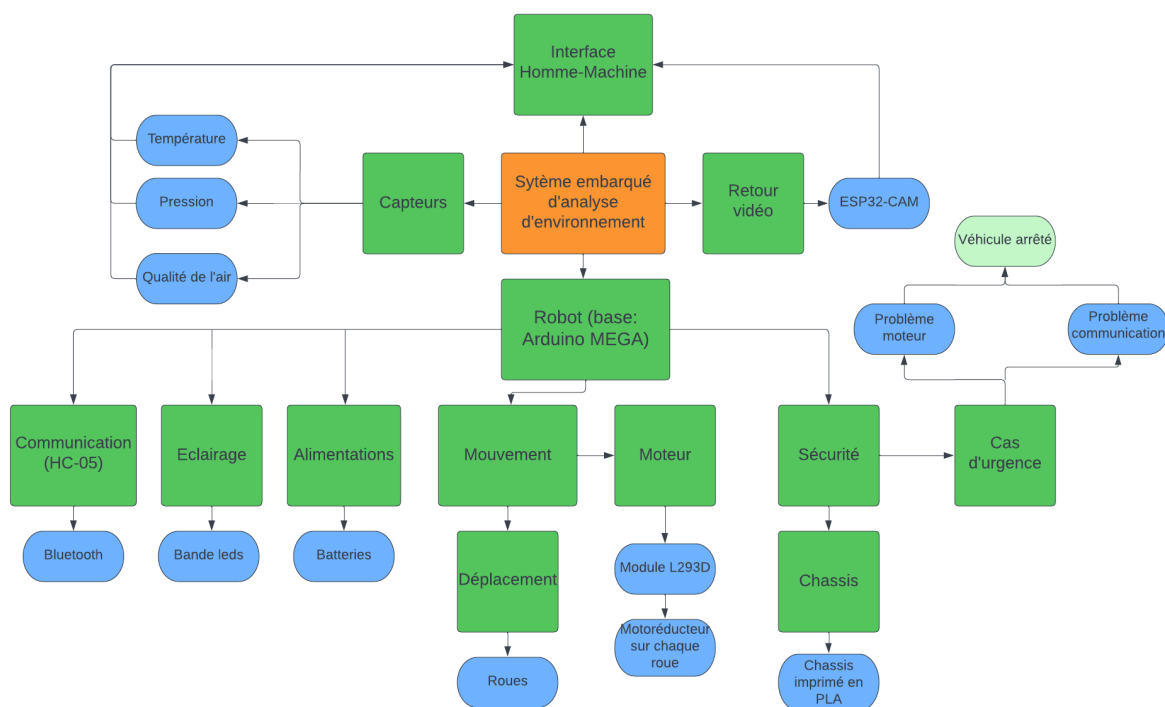 Interface
Homme-Machine
Température
Pression
Qualité de l'air
Capteurs
Sytème embarqué
d'analyse
d'environnement
Retour
vidéo
ESP32-CAM
Véhicule arrêté
Problème
moteur
Problème
communication
Robot (base:
Arduino MEGA)
Communication
(HC-05)
Eclairage
Alimentations
Mouvement
Moteur
Sécurité
Cas
d'urgence
Bluetooth
Bande leds
Batteries
Déplacement
Module L293D
Chassis
Motoréducteur
sur chaque
roue
Roues
Chassis
imprimé en
PLA